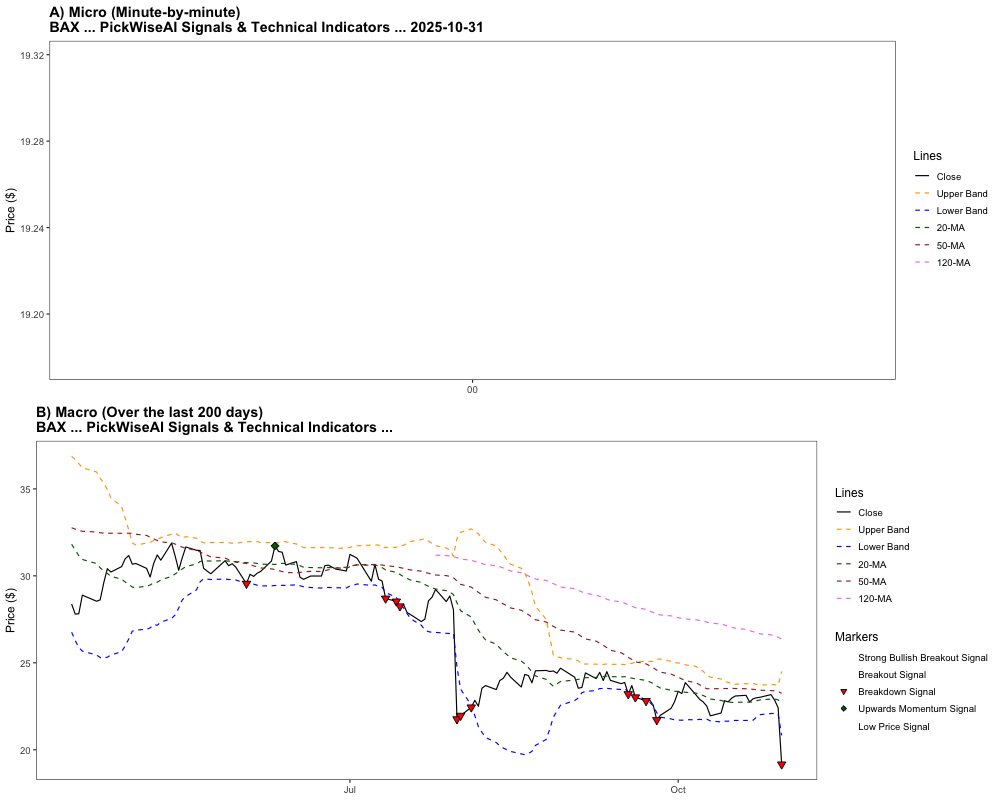 A) Micro (Minute-by-minute)
BAX ... PickWiseAI Signals & Technical Indicators ... 2025-10-31
Price ($)
19.32
19.28
19.24
19.20
00
Lines
Close
Upper Band
Lower Band
20-MA
50-MA
120-MA
B) Macro (Over the last 200 days)
BAX ... PickWiseAI Signals & Technical Indicators ...
Price ($)
35
30
25
20
Jul
Oct
Lines
Close
Upper Band
Lower Band
20-MA
50-MA
120-MA
Markers
Strong Bullish Breakout Signal
Breakout Signal
Breakdown Signal
Upwards Momentum Signal
Low Price Signal